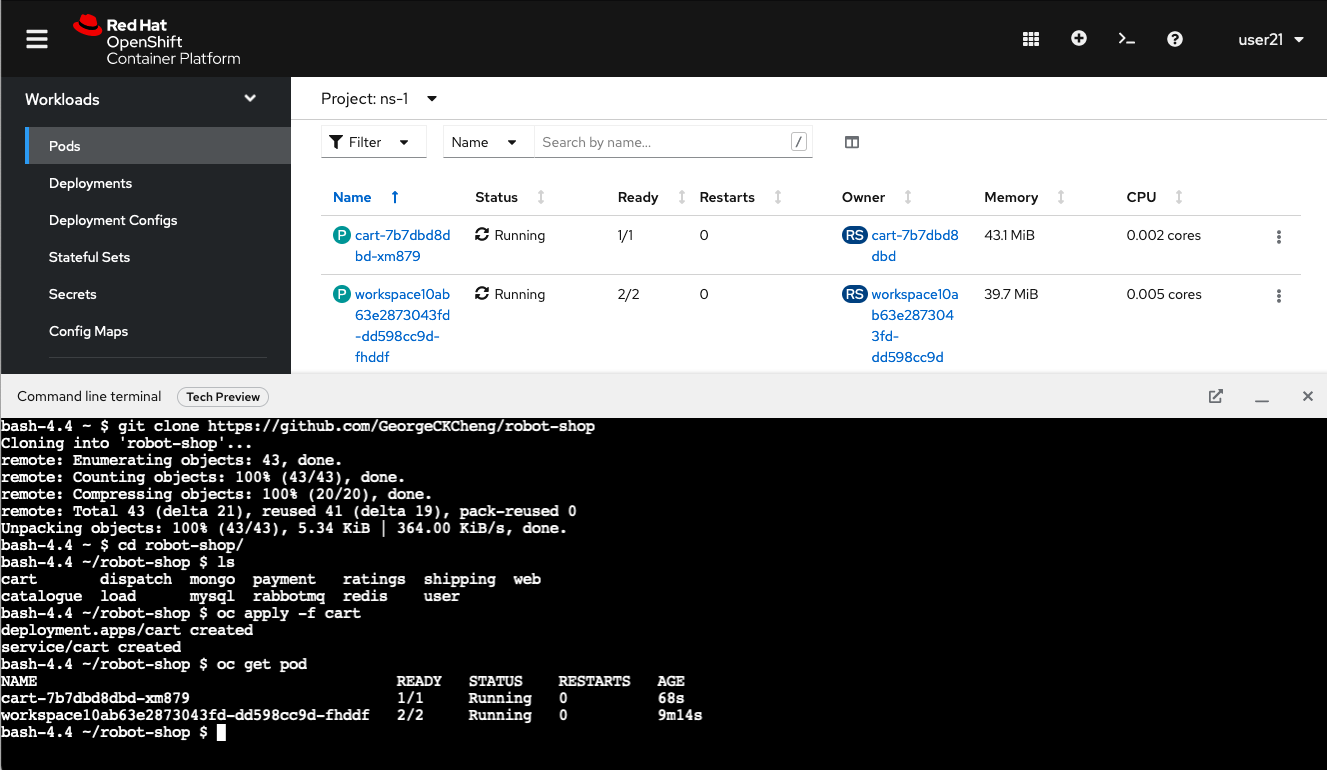 Red Hat
OpenShift
Container Platform
user21
Workloads
Pods
Deployments
Deployment Configs
Stateful Sets
Secrets
Config Maps
Project: ns-1
Filter
Name
Search by name...
/
Name Status Ready Restarts Owner Memory CPU
P cart-7b7dbd8d Running 1/1 0 RS cart-7b7dbd8 43.1 MiB 0.002 cores
bd-xm879 dbd
P workspace10ab Running 2/2 0 RS workspace10a 39.7 MiB 0.005 cores
63e2873043fd b63e287304
-dd598cc9d- 3fd-
fhddf dd598cc9d
Command line terminal Tech Preview
bash-4.4 ~ $ git clone https://github.com/GeorgeCKCheng/robot-shop
Cloning into 'robot-shop'...
remote: Enumerating objects: 43, done.
remote: Counting objects: 100% (43/43), done.
remote: Compressing objects: 100% (20/20), done.
remote: Total 43 (delta 21), reused 41 (delta 19), pack-reused 0
Unpacking objects: 100% (43/43), 5.34 KiB | 364.00 KiB/s, done.
bash-4.4 ~ $ cd robot-shop/
bash-4.4 ~/robot-shop $ ls
cart dispatch mongo payment ratings shipping web
catalogue load mysql rabbotmq redis user
bash-4.4 ~/robot-shop $ oc apply -f cart
deployment.apps/cart created
service/cart created
bash-4.4 ~/robot-shop $ oc get pod
NAME READY STATUS RESTARTS AGE
cart-7b7dbd8dbd-xm879 1/1 Running 0 68s
workspace10ab63e2873043fd-dd598cc9d-fhddf 2/2 Running 0 9m14s
bash-4.4 ~/robot-shop $